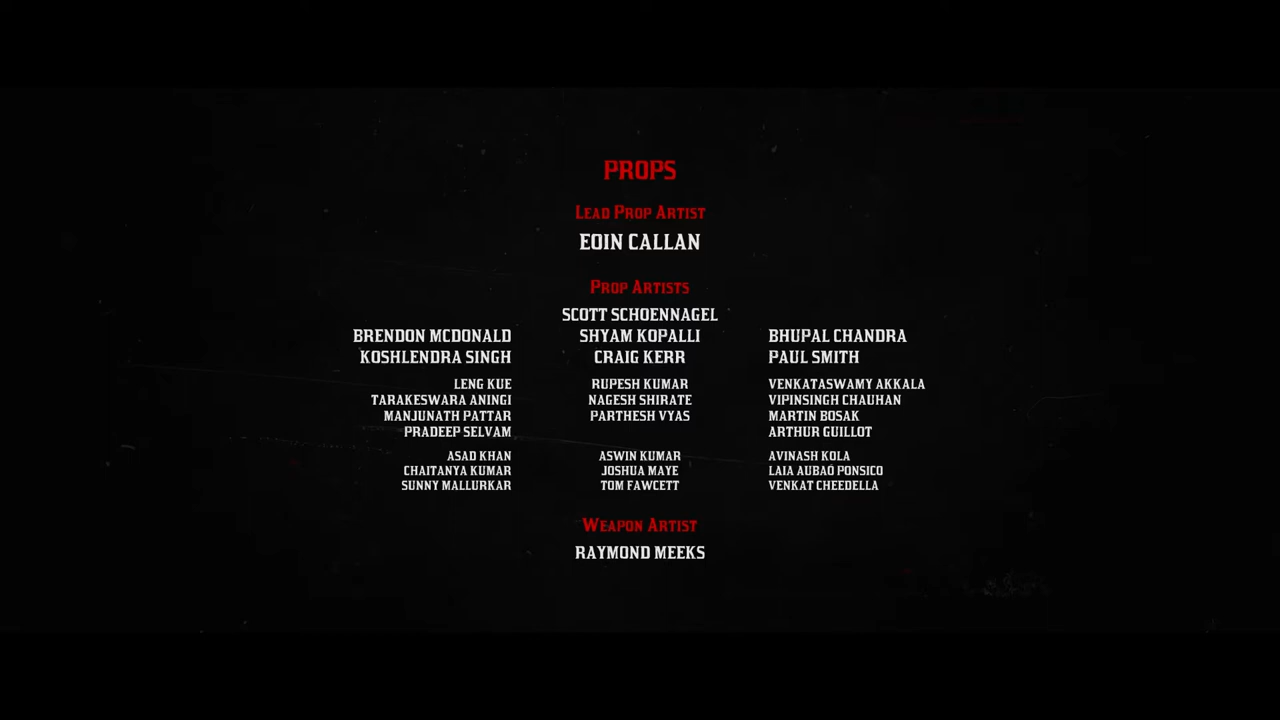 PROPS
LEAD PROP ARTIST
EOIN CALLAN
PROP ARTISTS
SCOTT SCHOENNAGEL
BRENDON MCDONALD SHYAM KOPALLI BHUPAL CHANDRA
KOSHLENDRA SINGH CRAIG KERR PAUL SMITH
LENG KUE RUPESH KUMAR VENKATASWAMY AKKALA
TARAKESWARA ANINGI NAGESH SHIRATE VIPINSINGH CHAUHAN
MANJUNATH PATTAR PARTHESH VYAS MARTIN BOSAK
PRADEEP SELVAM ARTHUR GUILLOT
ASAD KHAN ASWIN KUMAR AVINASH KOLA
CHAITANYA KUMAR JOSHUA MAYE LAIA AUBAÓ PONSICO
SUNNY MALLURKAR TOM FAWCETT VENKAT CHEEDELLA
WEAPON ARTIST
RAYMOND MEEKS